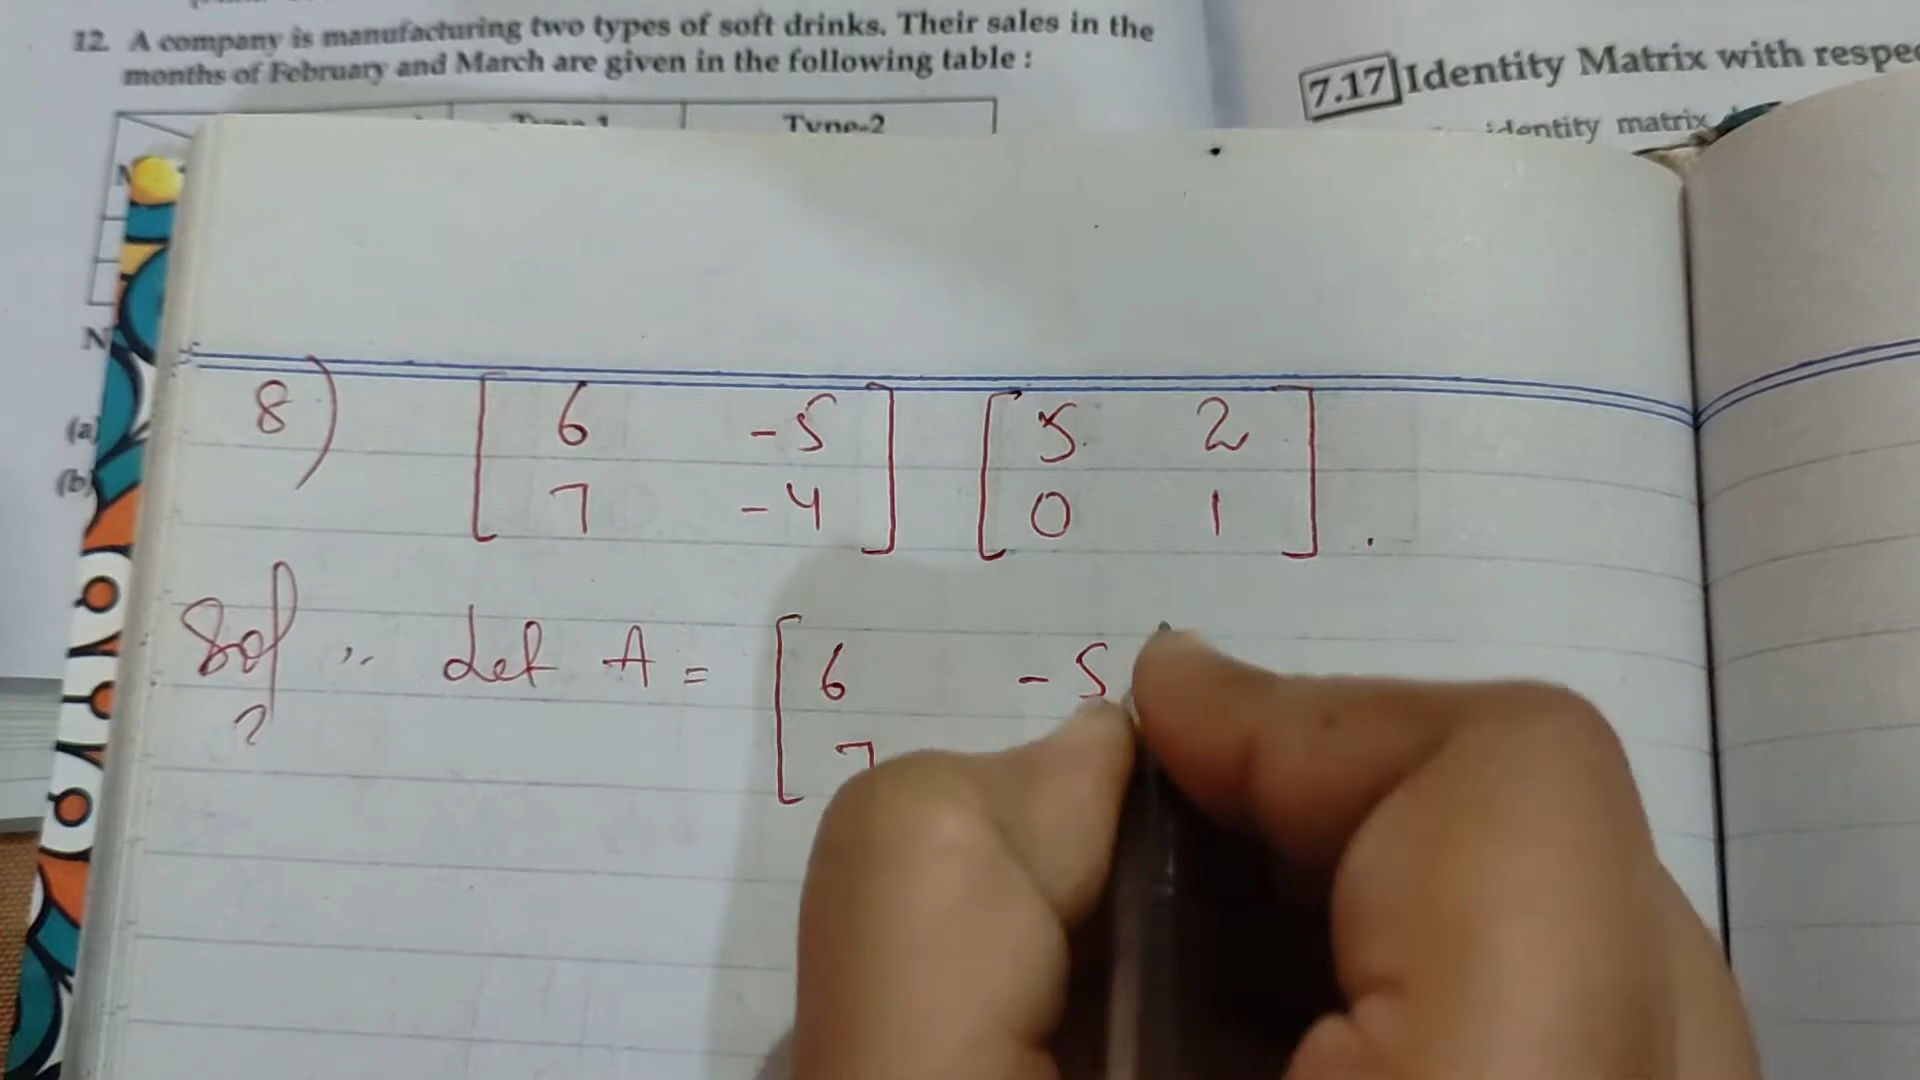 12. A company is manufacturing two types of soft drinks. Their sales in the
months of February and March are given in the following table :
Type-2
N
(a)
(b)
7.17 Identity Matrix with respec
identity matrix
8) [ 6 -5 ] [ 5 2 ]
[ 7 -4 ] [ 0 1 ] .
Sol :- Let A = [ 6 -5
7